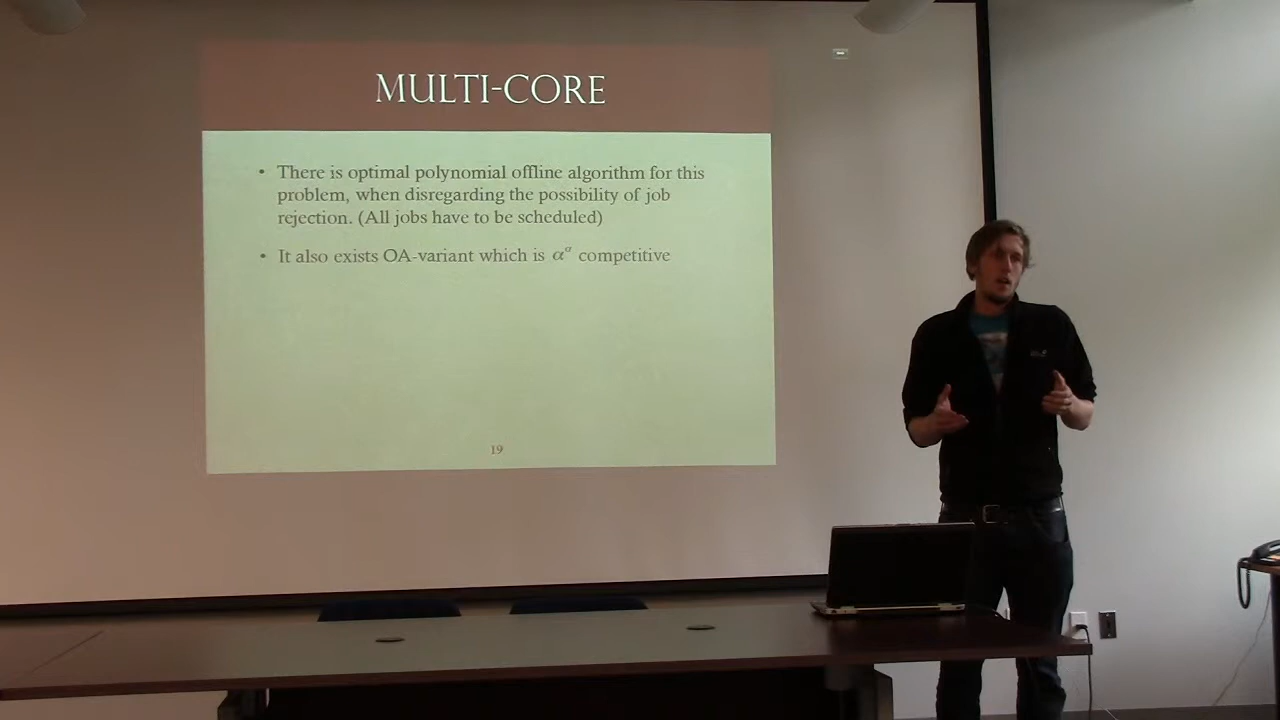 MULTI-CORE
• There is optimal polynomial offline algorithm for this
problem, when disregarding the possibility of job
rejection. (All jobs have to be scheduled)
• It also exists OA-variant which is α^α competitive
19